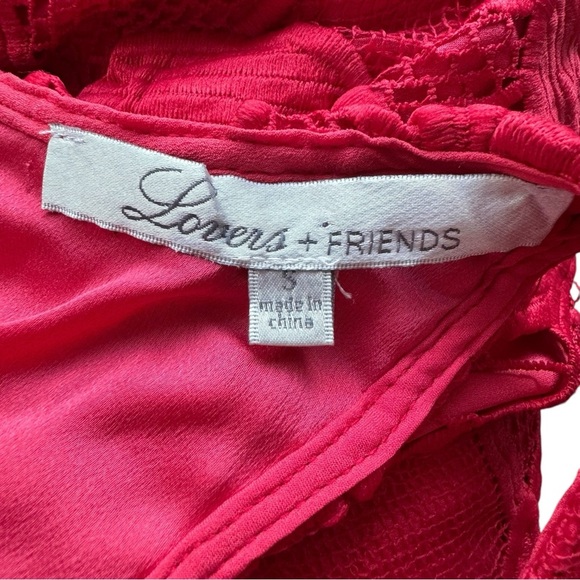 Lovers + FRIENDS
S
made in
china